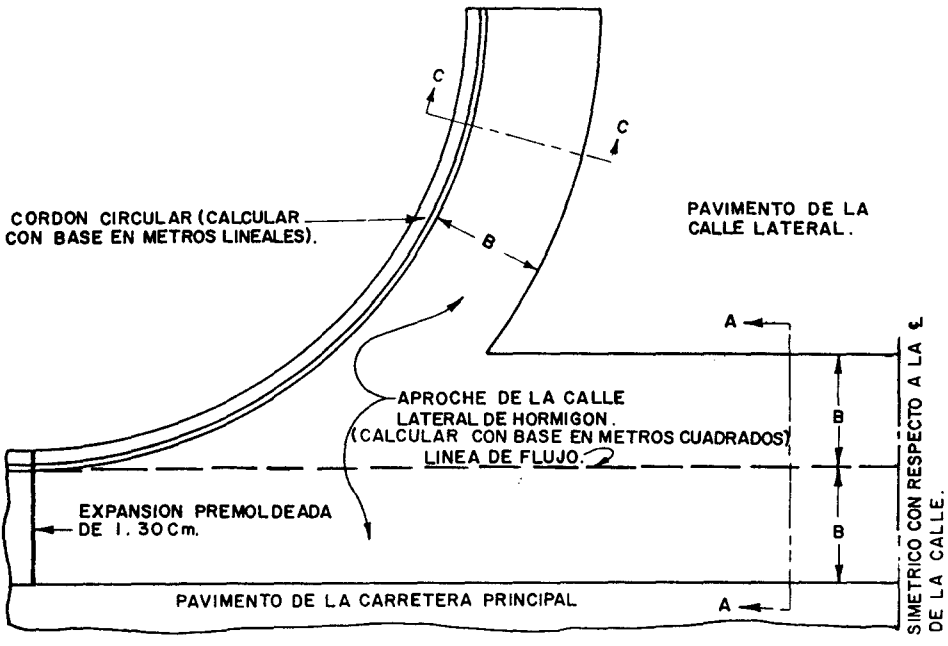 C
C
CORDON CIRCULAR (CALCULAR
CON BASE EN METROS LINEALES).
B
PAVIMENTO DE LA
CALLE LATERAL.
A
APROCHE DE LA CALLE
LATERAL DE HORMIGON.
(CALCULAR CON BASE EN METROS CUADRADOS)
LINEA DE FLUJO.
B
B
EXPANSION PREMOLDEADA
DE 1.30 Cm.
PAVIMENTO DE LA CARRETERA PRINCIPAL
A
SIMETRICO CON RESPECTO A LA ℄
DE LA CALLE.